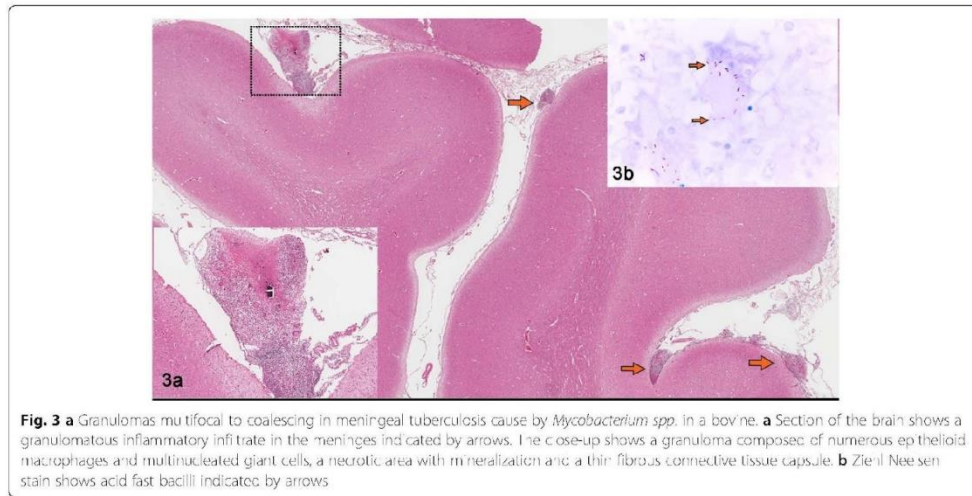 3b
3a
Fig. 3 a Granulomas multifocal to coalescing in meningeal tuberculosis cause by Mycobacterium spp. in a bovine. a Section of the brain shows a
granulomatous inflammatory infiltrate in the meninges indicated by arrows. The close-up shows a granuloma composed of numerous epithelioid
macrophages and multinucleated giant cells, a necrotic area with mineralization and a thin fibrous connective tissue capsule. b Ziehl Neelsen
stain shows acid fast bacilli indicated by arrows